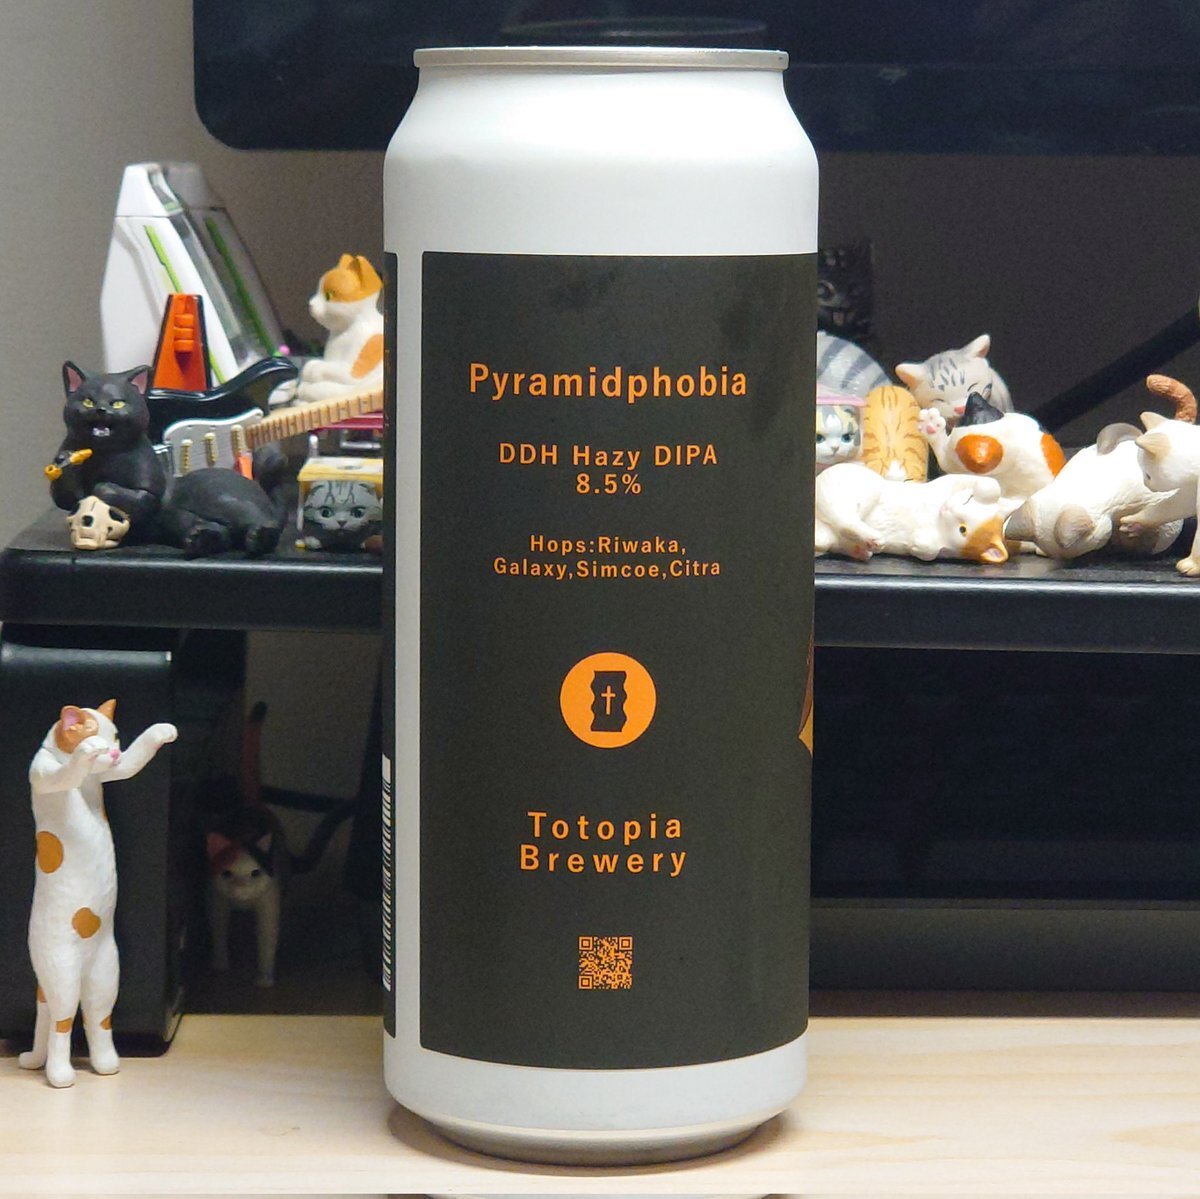 Pyramidphobia
DDH Hazy DIPA
8.5%
Hops:Riwaka,
Galaxy,Simcoe,Citra
Totopia
Brewery